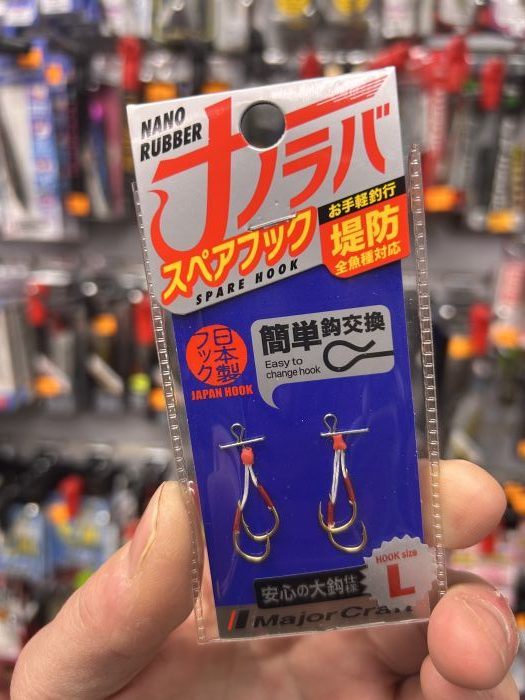 NANO
RUBBER
ナノラバ
スペアフック
SPARE HOOK
お手軽釣行
堤防
全魚種対応
日本製
フック
JAPAN HOOK
簡単鈎交換
Easy to
change hook
HOOK size
L
安心の大鈎仕様
Major Craft